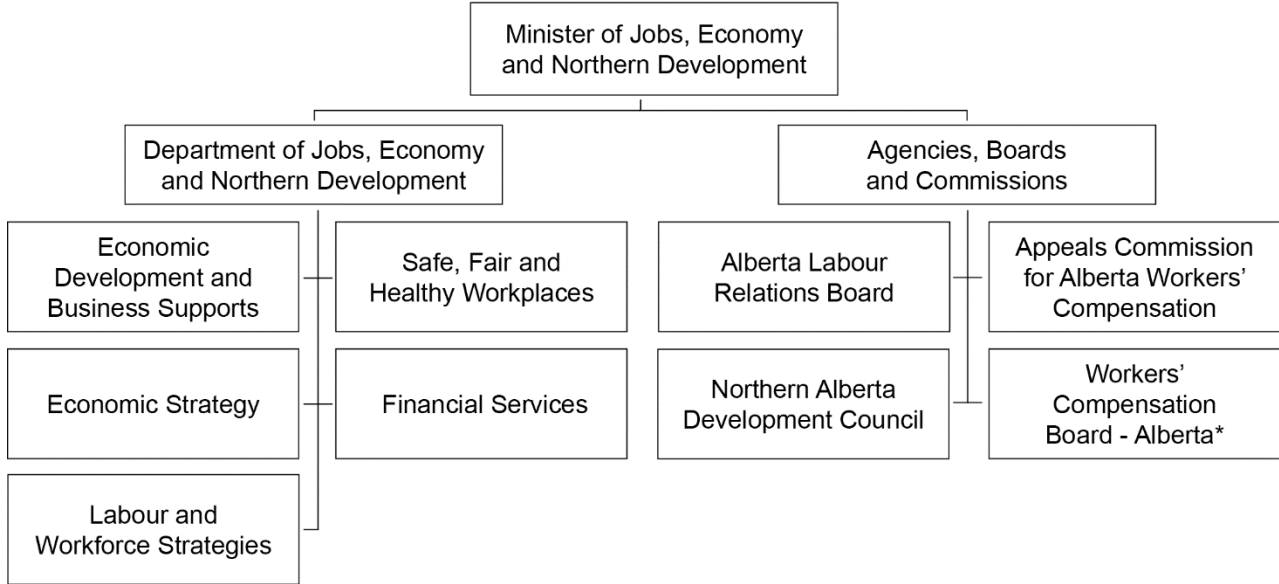 Minister of Jobs, Economy
and Northern Development
Department of Jobs, Economy
and Northern Development
Agencies, Boards
and Commissions
Economic
Development and
Business Supports
Safe, Fair and
Healthy Workplaces
Alberta Labour
Relations Board
Appeals Commission
for Alberta Workers’
Compensation
Economic Strategy
Financial Services
Northern Alberta
Development Council
Workers’
Compensation
Board - Alberta*
Labour and
Workforce Strategies